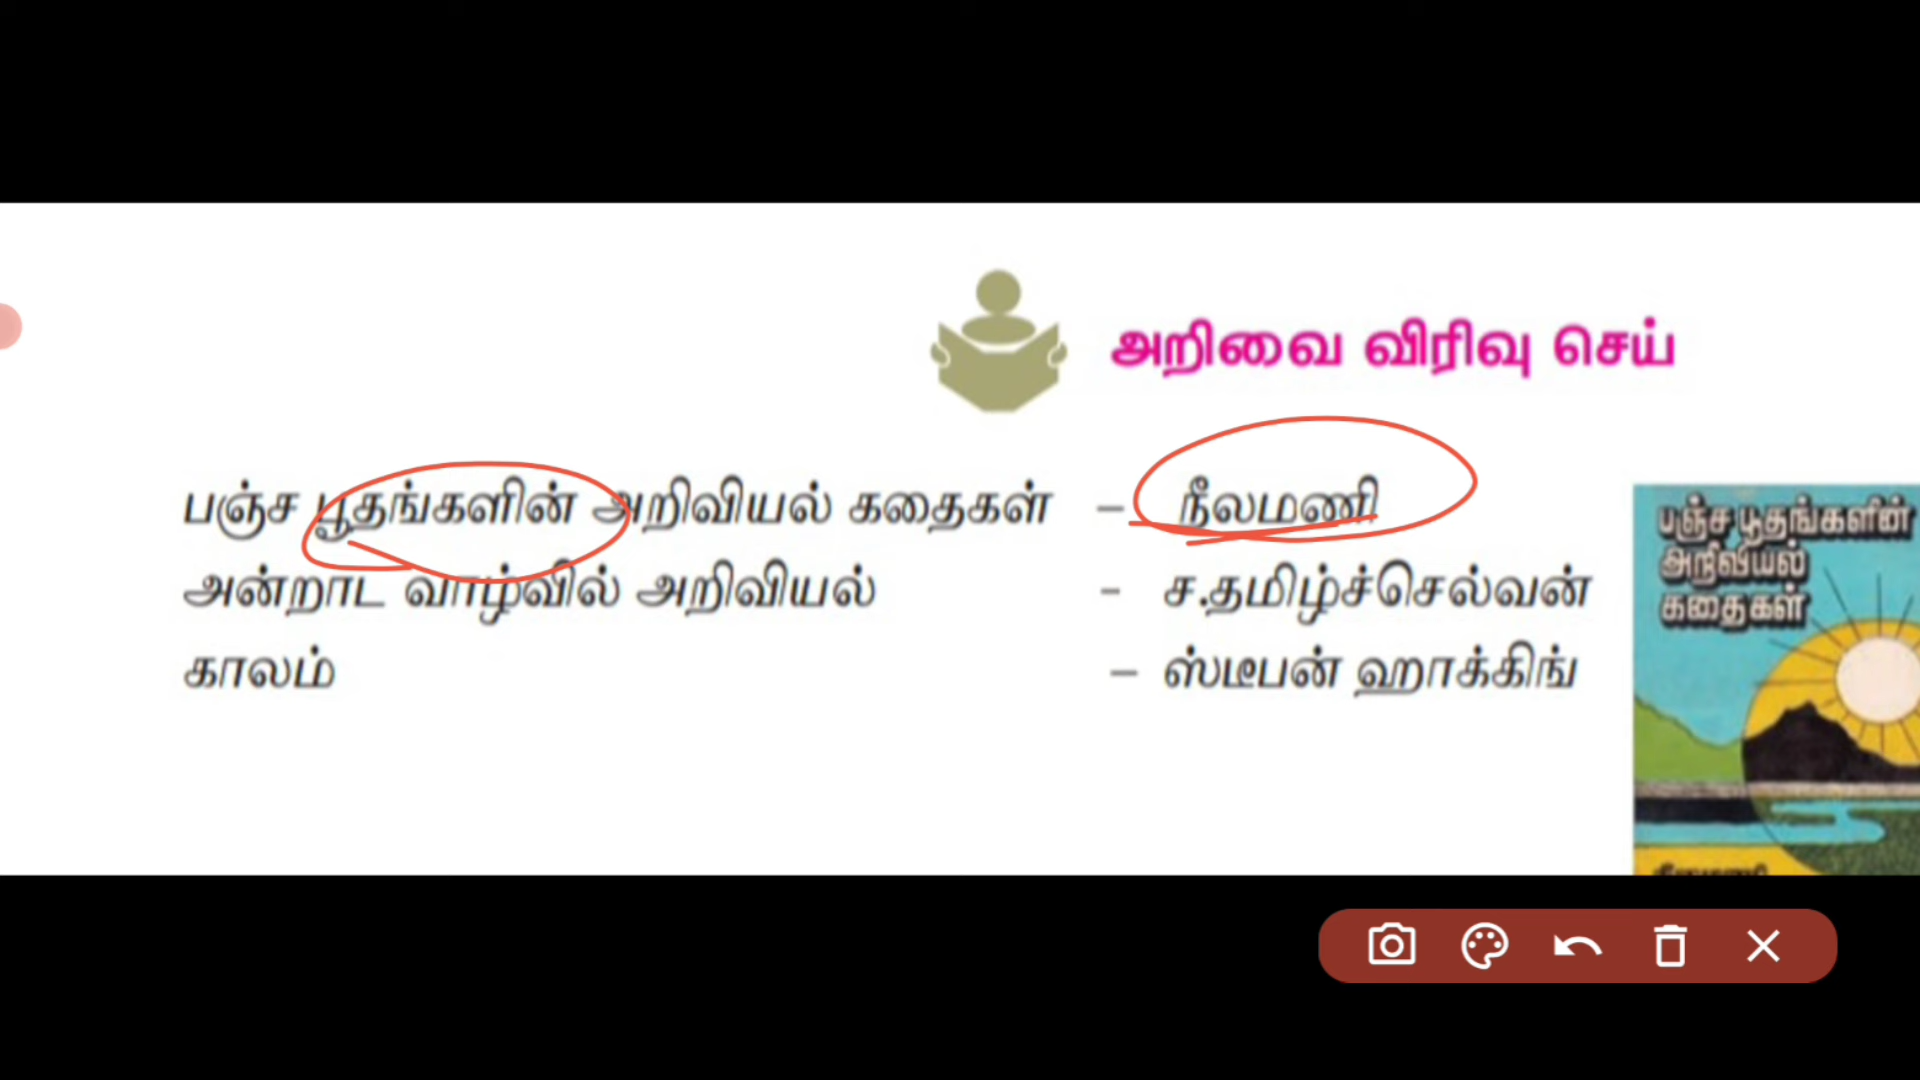 அறிவை விரிவு செய்
பஞ்ச பூதங்களின் அறிவியல் கதைகள் – நீலமணி
அன்றாட வாழ்வில் அறிவியல் - ச.தமிழ்ச்செல்வன்
காலம் – ஸ்டீபன் ஹாக்கிங்
பஞ்ச பூதங்களின்
அறிவியல்
கதைகள்